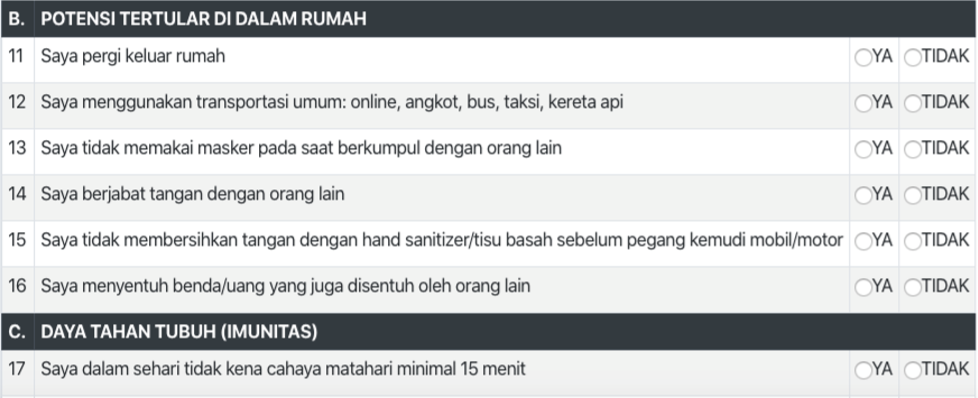 B. POTENSI TERTULAR DI DALAM RUMAH
11 Saya pergi keluar rumah YA TIDAK
12 Saya menggunakan transportasi umum: online, angkot, bus, taksi, kereta api YA TIDAK
13 Saya tidak memakai masker pada saat berkumpul dengan orang lain YA TIDAK
14 Saya berjabat tangan dengan orang lain YA TIDAK
15 Saya tidak membersihkan tangan dengan hand sanitizer/tisu basah sebelum pegang kemudi mobil/motor YA TIDAK
16 Saya menyentuh benda/uang yang juga disentuh oleh orang lain YA TIDAK
C. DAYA TAHAN TUBUH (IMUNITAS)
17 Saya dalam sehari tidak kena cahaya matahari minimal 15 menit YA TIDAK